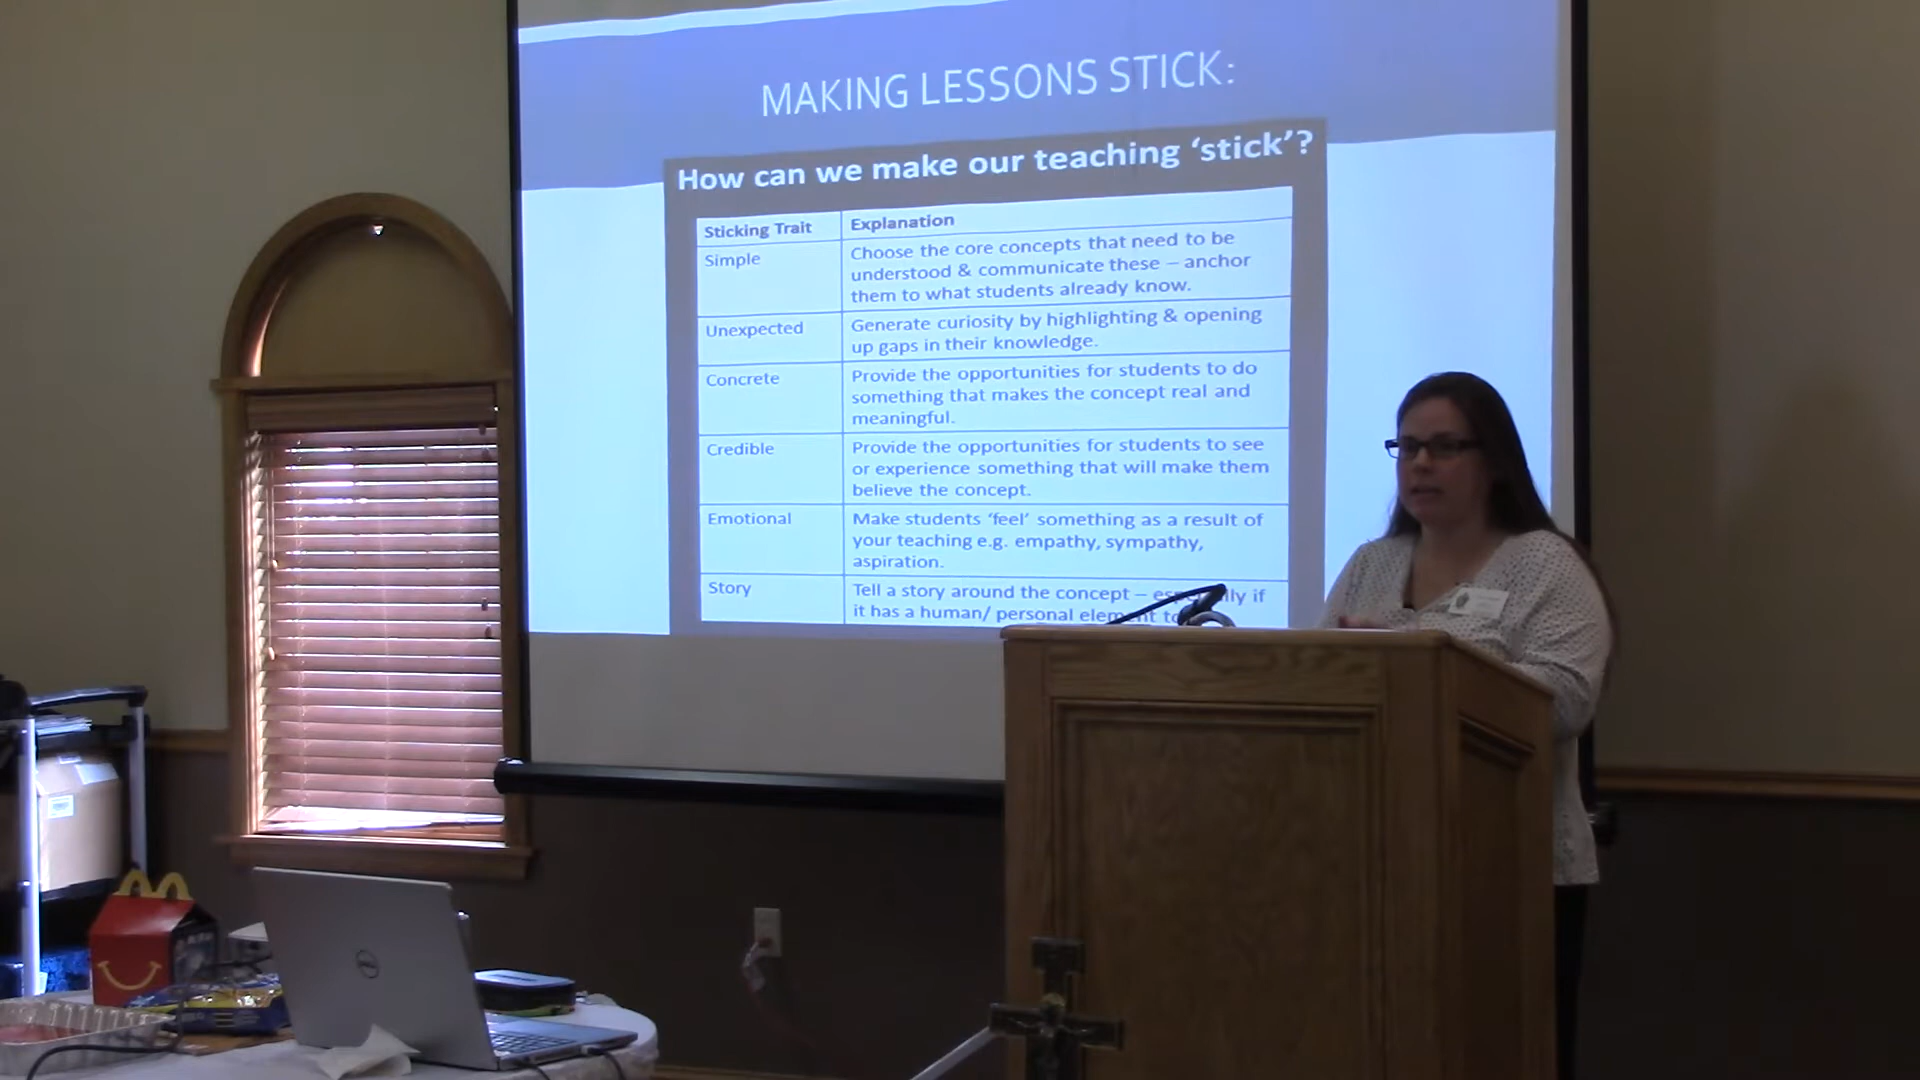 MAKING LESSONS STICK:
How can we make our teaching ‘stick’?
Sticking Trait
Explanation
Simple
Choose the core concepts that need to be
understood & communicate these – anchor
them to what students already know.
Unexpected
Generate curiosity by highlighting & opening
up gaps in their knowledge.
Concrete
Provide the opportunities for students to do
something that makes the concept real and
meaningful.
Credible
Provide the opportunities for students to see
or experience something that will make them
believe the concept.
Emotional
Make students ‘feel’ something as a result of
your teaching e.g. empathy, sympathy,
aspiration.
Story
Tell a story around the concept – especially if
it has a human/ personal element
DELL